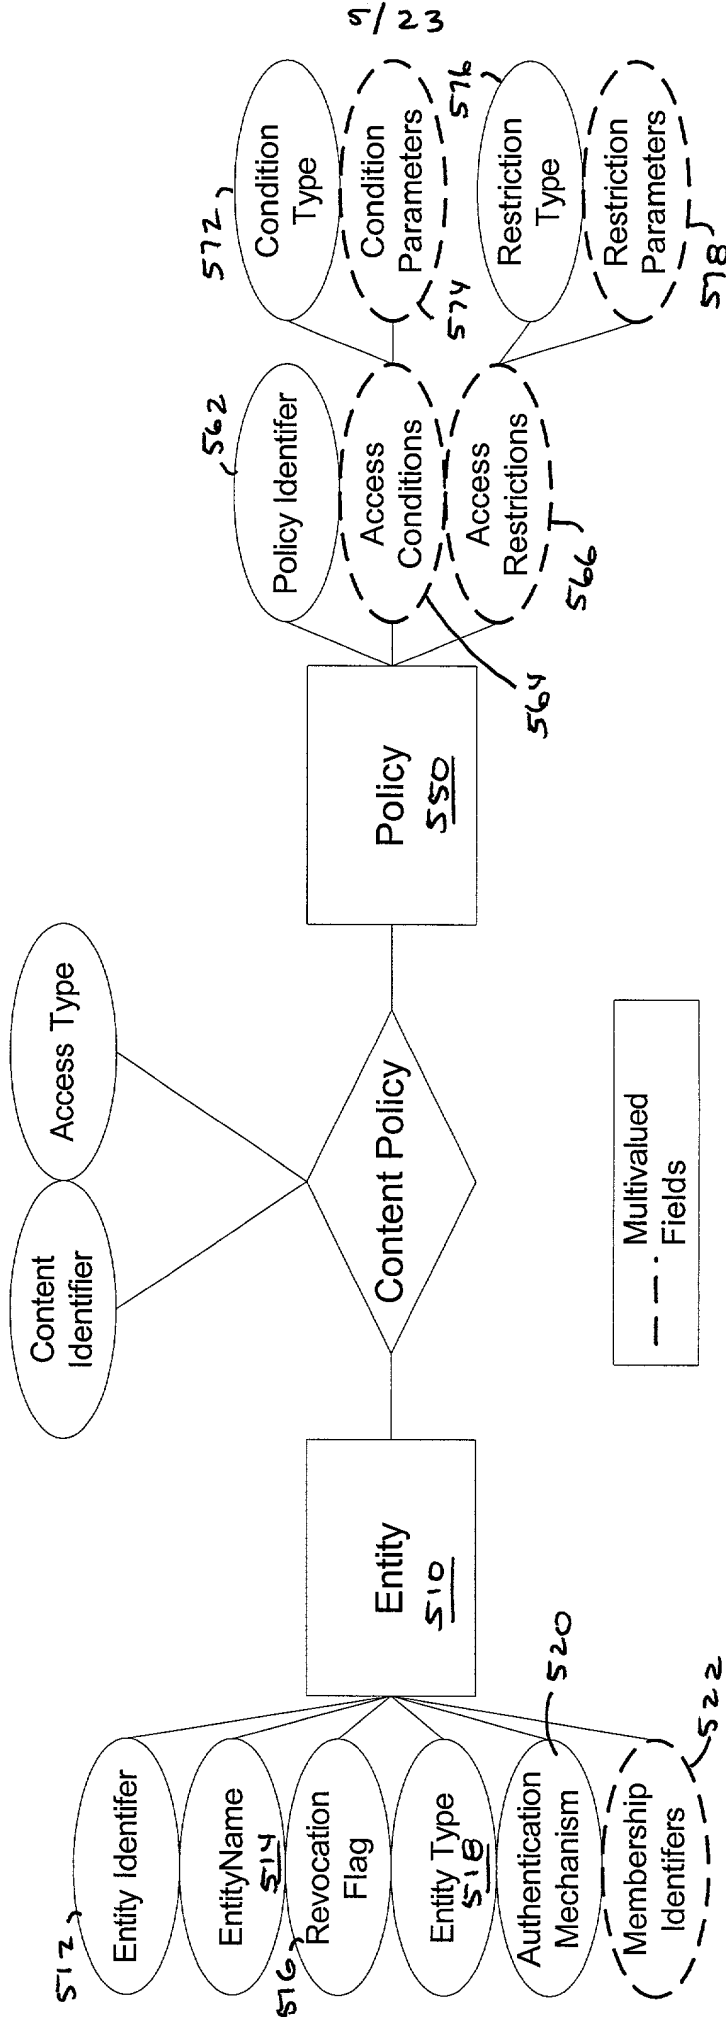 5/23
512
Entity Identifer
EntityName
514
516
Revocation
Flag
Entity Type
518
Authentication
Mechanism
520
Membership
Identifers
522
Entity
510
Content
Identifier
Access Type
Content Policy
Policy
550
562
Policy Identifer
Access
Conditions
564
Access
Restrictions
566
572
Condition
Type
Condition
Parameters
574
576
Restriction
Type
Restriction
Parameters
578
Multivalued
Fields